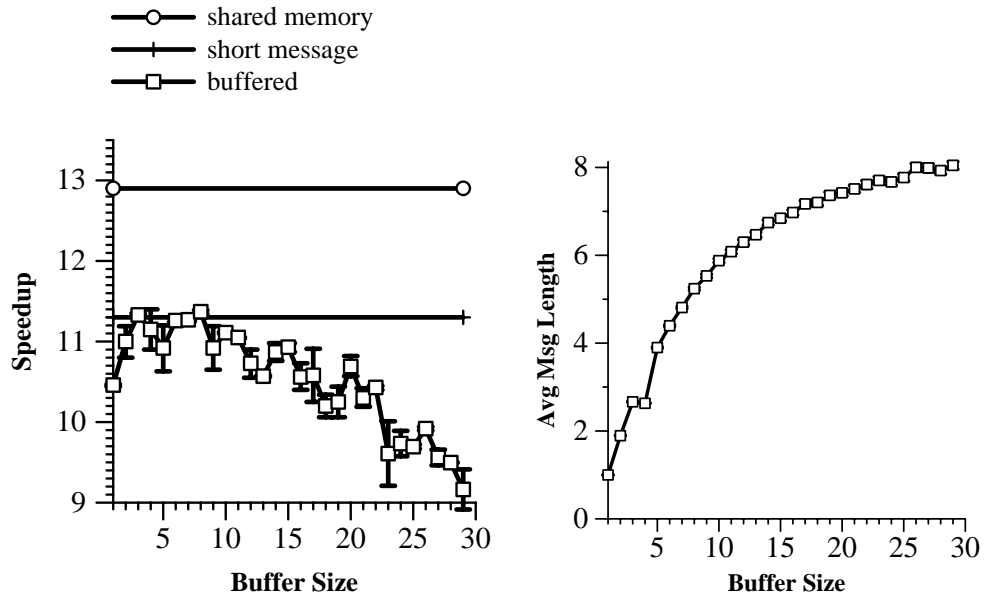 shared memory
short message
buffered
Speedup
13
12
11
10
9
5 10 15 20 25 30
Buffer Size
Avg Msg Length
8
6
4
2
0
5 10 15 20 25 30
Buffer Size